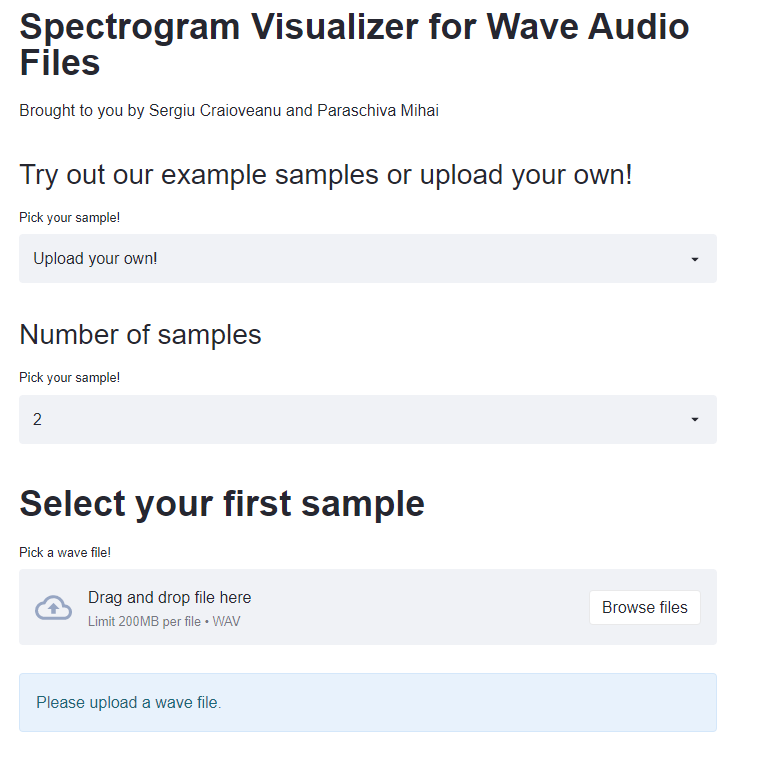 Spectrogram Visualizer for Wave Audio
Files
Brought to you by Sergiu Craioveanu and Paraschiva Mihai
Try out our example samples or upload your own!
Pick your sample!
Upload your own!
Number of samples
Pick your sample!
2
Select your first sample
Pick a wave file!
Drag and drop file here
Limit 200MB per file • WAV
Browse files
Please upload a wave file.